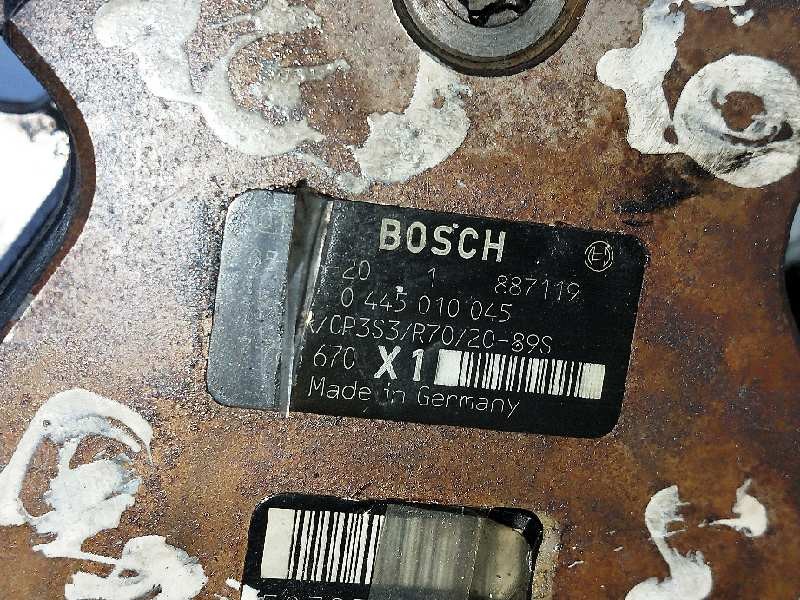 BOSCH
20 1 887119
0 445 010 045
/CP3S3/R70/20-89S
670 X1
Made in Germany